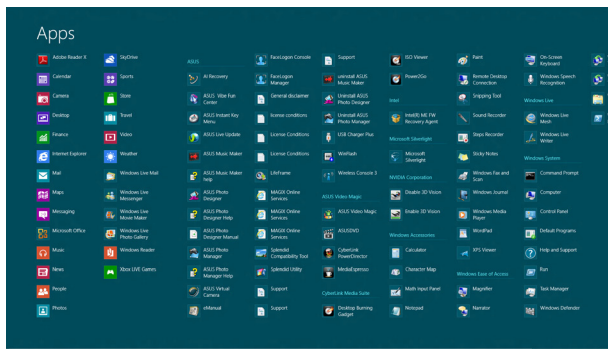 Apps
Adobe Reader X
Calendar
Camera
Desktop
Finance
Internet Explorer
Mail
Maps
Messaging
Microsoft Office
Music
News
People
Photos
SkyDrive
Sports
Store
Travel
Video
Weather
Windows Live Mail
Windows Live
Messenger
Windows Live
Movie Maker
Windows Live
Photo Gallery
Windows Reader
Xbox LIVE Games
ASUS
AI Recovery
ASUS Vibe Fun
Center
ASUS Instant Key
Menu
ASUS Live Update
ASUS Music Maker
ASUS Music Maker
help
ASUS Photo
Designer
ASUS Photo
Designer Help
ASUS Photo
Designer Manual
ASUS Photo
Manager
ASUS Photo
Manager Help
ASUS Virtual
Camera
eManual
FaceLogon Console
FaceLogon
Manager
General disclaimer
license conditions
License Conditions
License Conditions
LifeFrame
MAGIX Online
Services
MAGIX Online
Services
MAGIX Online
Services
Splendid
Compatibility Tool
Splendid Utility
Support
Support
Support
uninstall ASUS
Music Maker
Uninstall ASUS
Photo Designer
Uninstall ASUS
Photo Manager
USB Charger Plus
WinFlash
Wireless Console 3
ASUS Video Magic
ASUS Video Magic
ASUSDVD
CyberLink
PowerDirector
MediaEspresso
CyberLink Media Suite
Desktop Burning
Gadget
ISO Viewer
Power2Go
Intel
Intel(R) ME FW
Recovery Agent
Microsoft Silverlight
Microsoft
Silverlight
NVIDIA Corporation
Disable 3D Vision
Enable 3D Vision
Windows Accessories
Calculator
Character Map
Math Input Panel
Notepad
Paint
Remote Desktop
Connection
Snipping Tool
Sound Recorder
Steps Recorder
Sticky Notes
Windows Fax and
Scan
Windows Journal
Windows Media
Player
WordPad
XPS Viewer
Windows Ease of Access
Magnifier
Narrator
On-Screen
Keyboard
Windows Speech
Recognition
Windows Live
Windows Live
Mesh
Windows Live
Writer
Windows System
Command Prompt
Computer
Control Panel
Default Programs
Help and Support
Run
Task Manager
Windows Defender